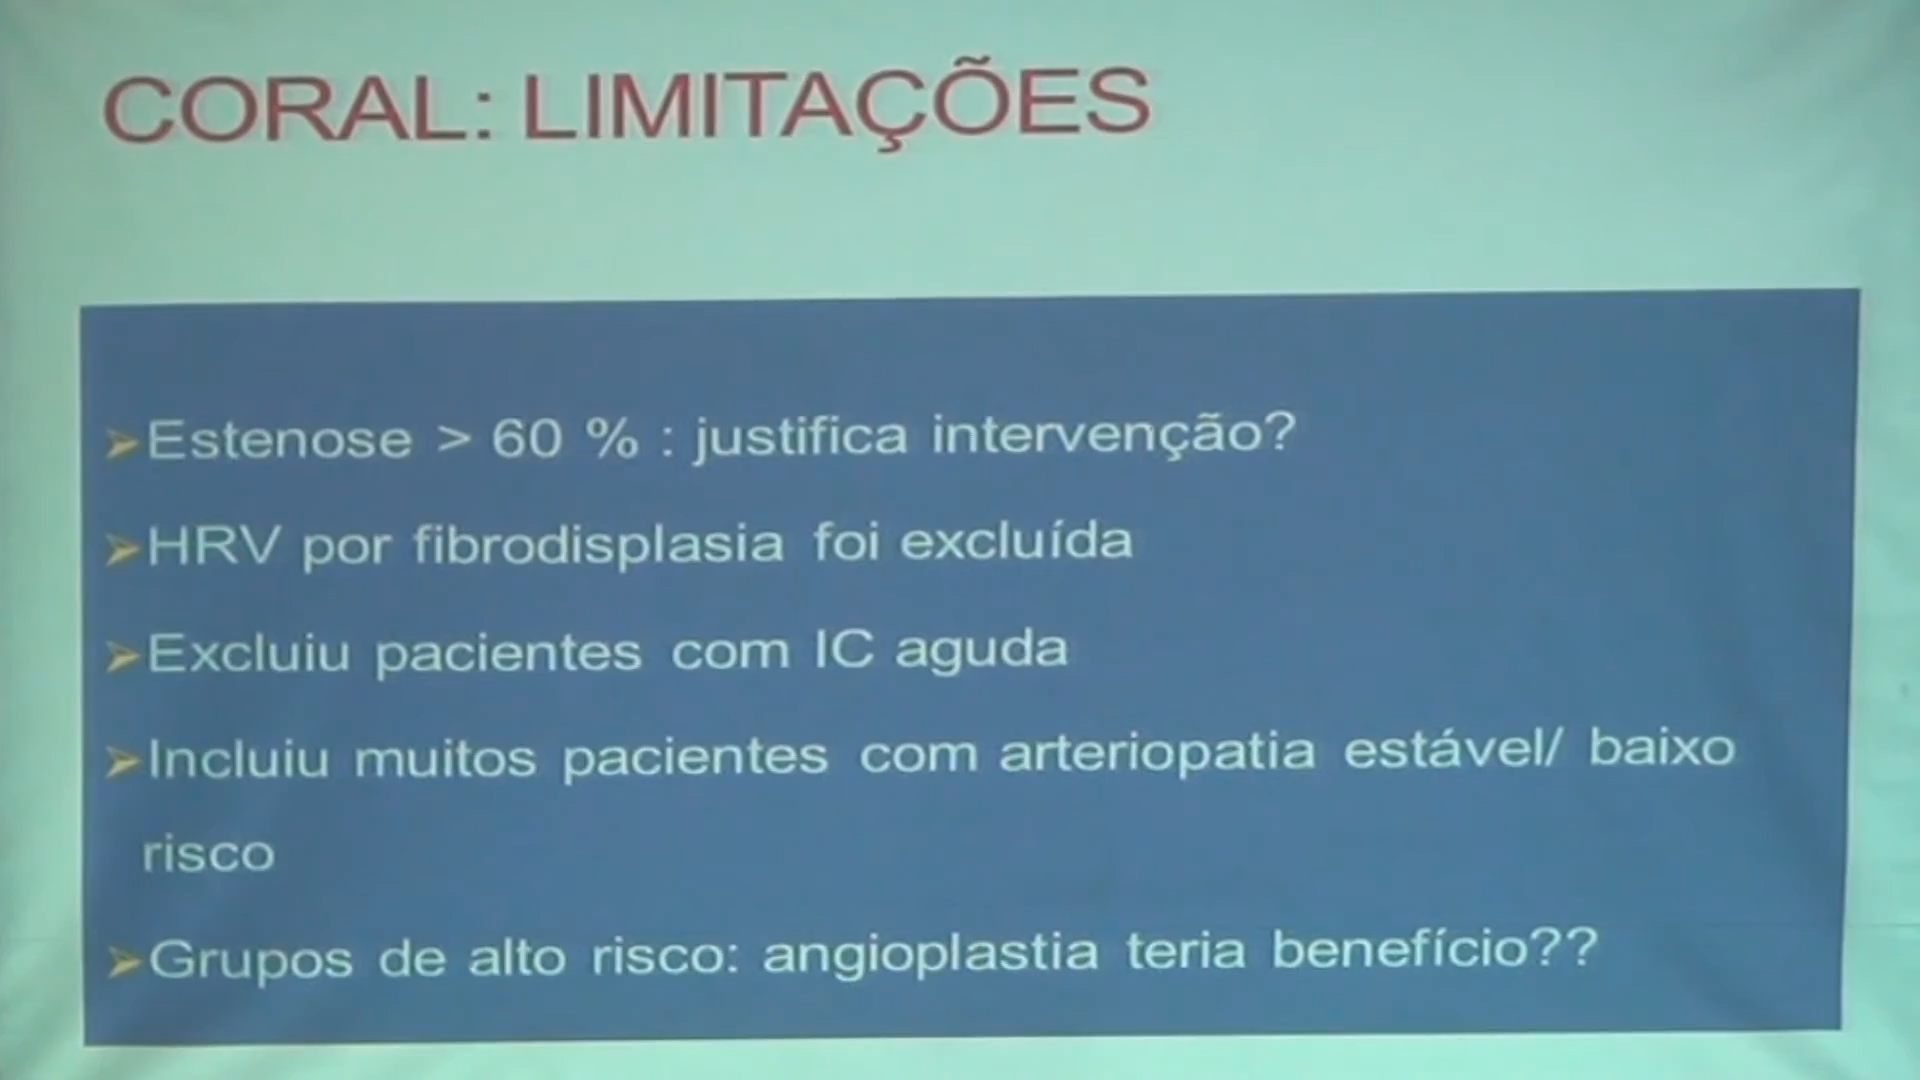 CORAL: LIMITAÇÕES
➢Estenose > 60 % : justifica intervenção?
➢HRV por fibrodisplasia foi excluída
➢Excluiu pacientes com IC aguda
➢Incluiu muitos pacientes com arteriopatia estável/ baixo
risco
➢Grupos de alto risco: angioplastia teria benefício??